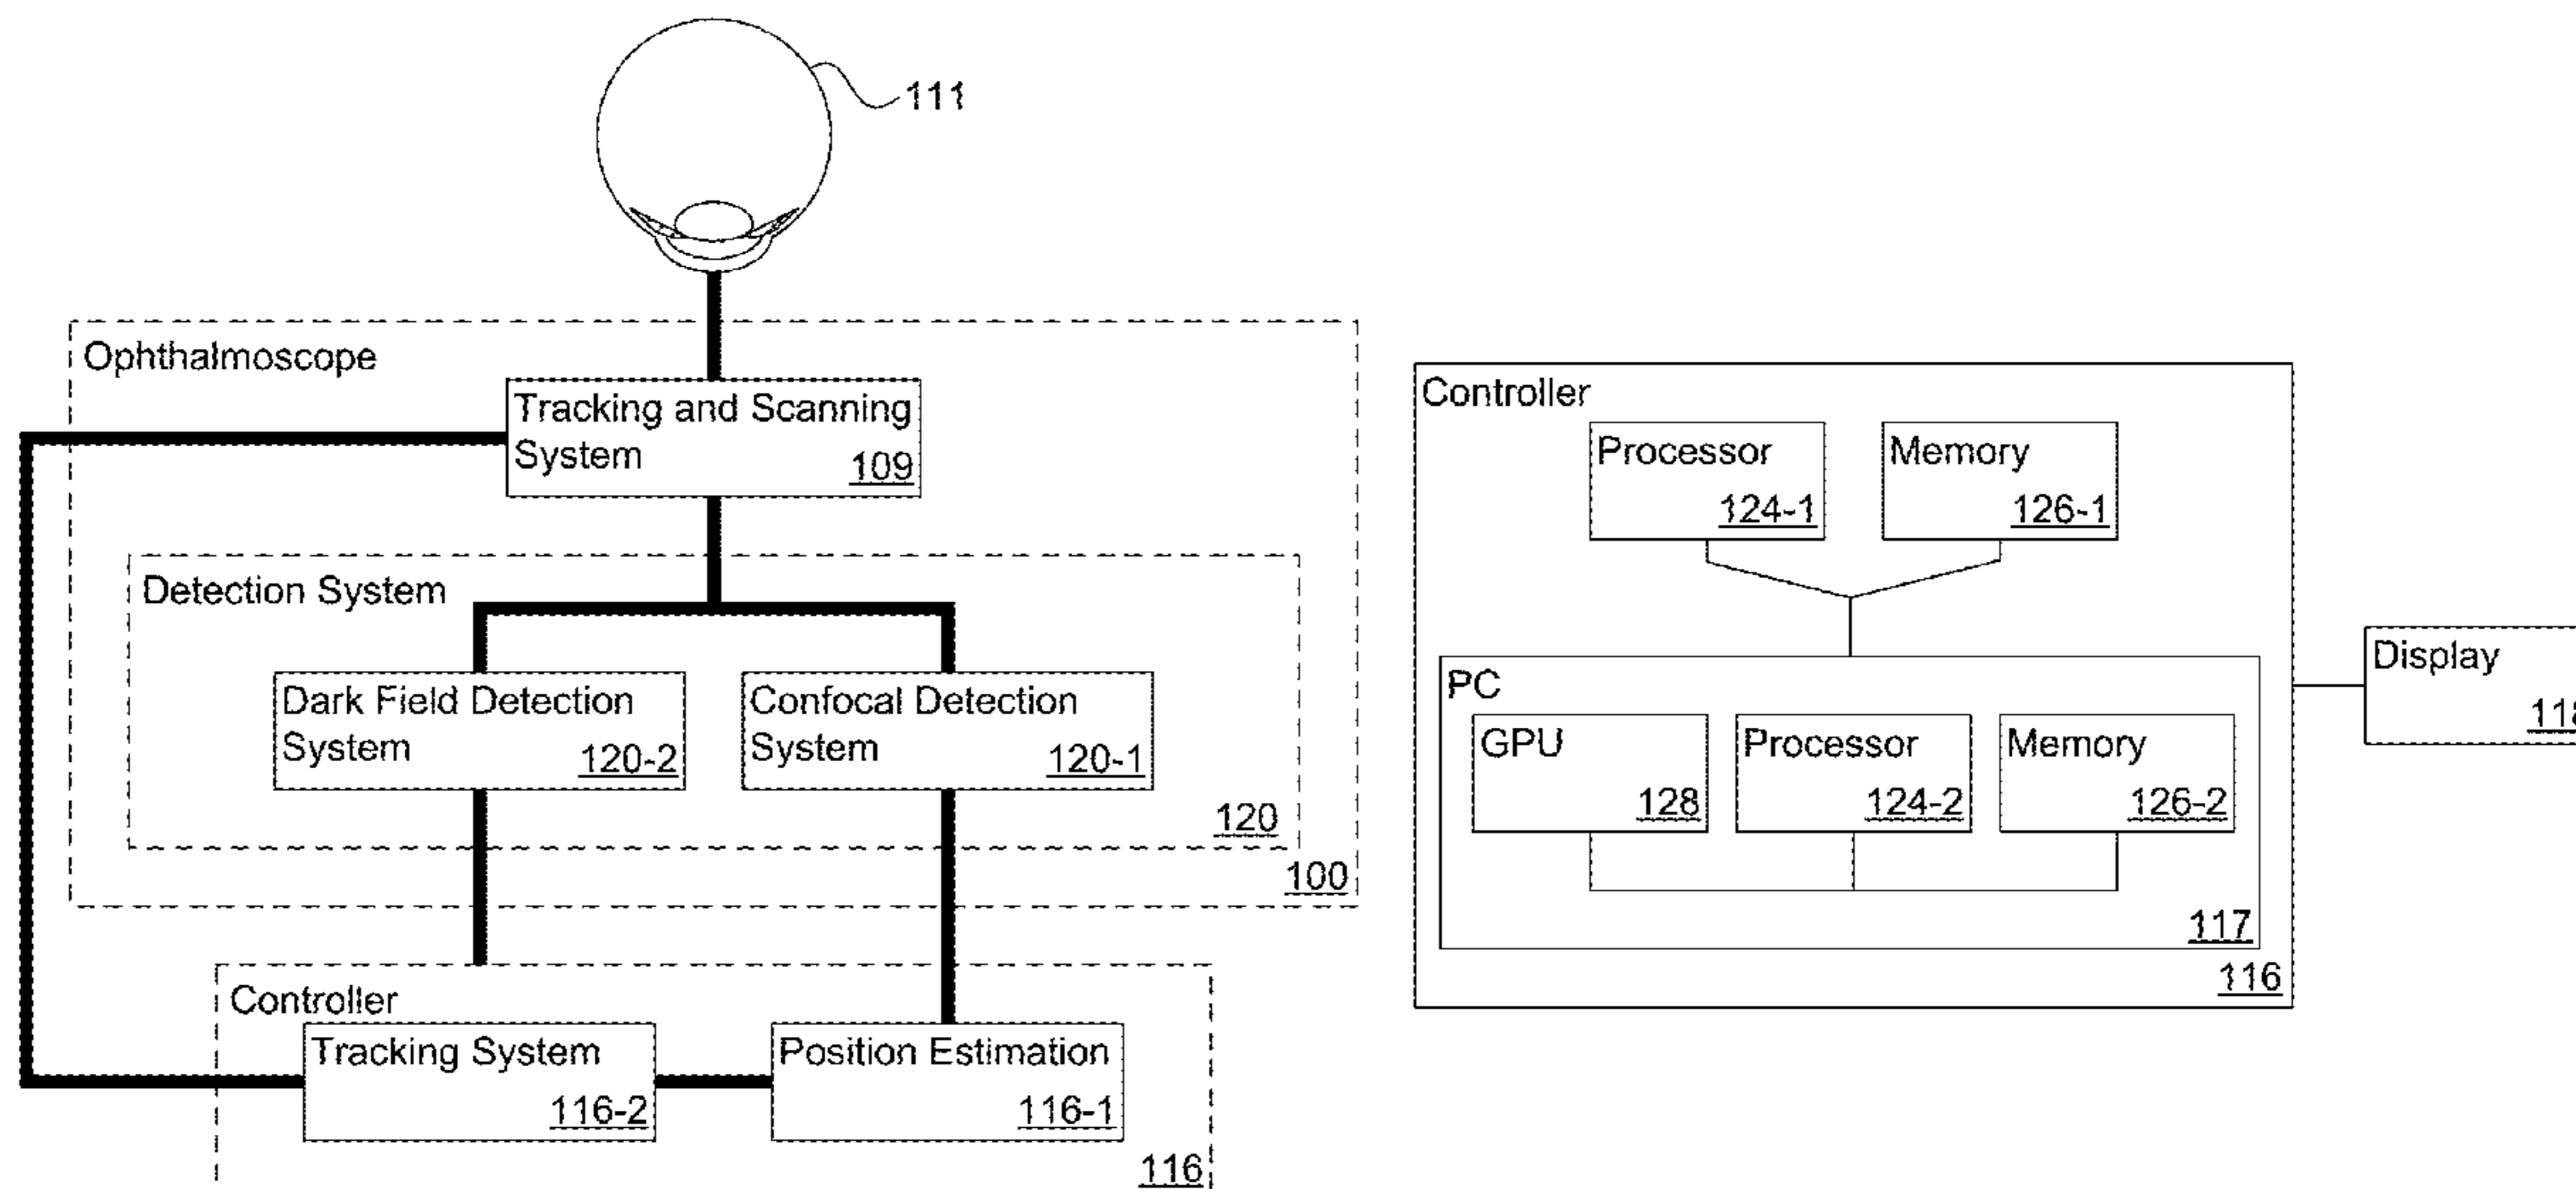 111
Ophthalmoscope
Tracking and Scanning
System
109
Detection System
Dark Field Detection
System
120-2
Confocal Detection
System
120-1
120
100
Controller
Tracking System
116-2
Position Estimation
116-1
116
Controller
Processor
124-1
Memory
126-1
PC
GPU
128
Processor
124-2
Memory
126-2
117
116
Display